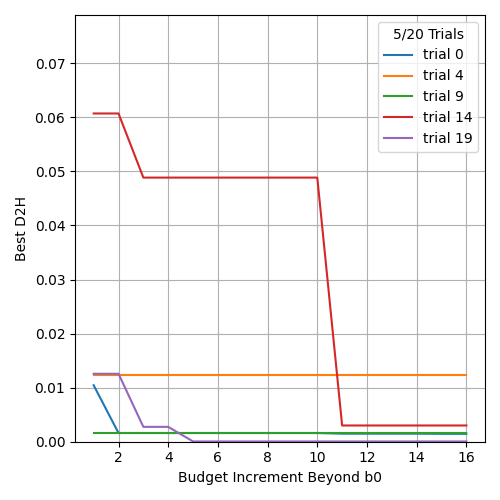 5/20 Trials
trial 0
trial 4
trial 9
trial 14
trial 19
Best D2H
0.07
0.06
0.05
0.04
0.03
0.02
0.01
0.00
2 4 6 8 10 12 14 16
Budget Increment Beyond b0